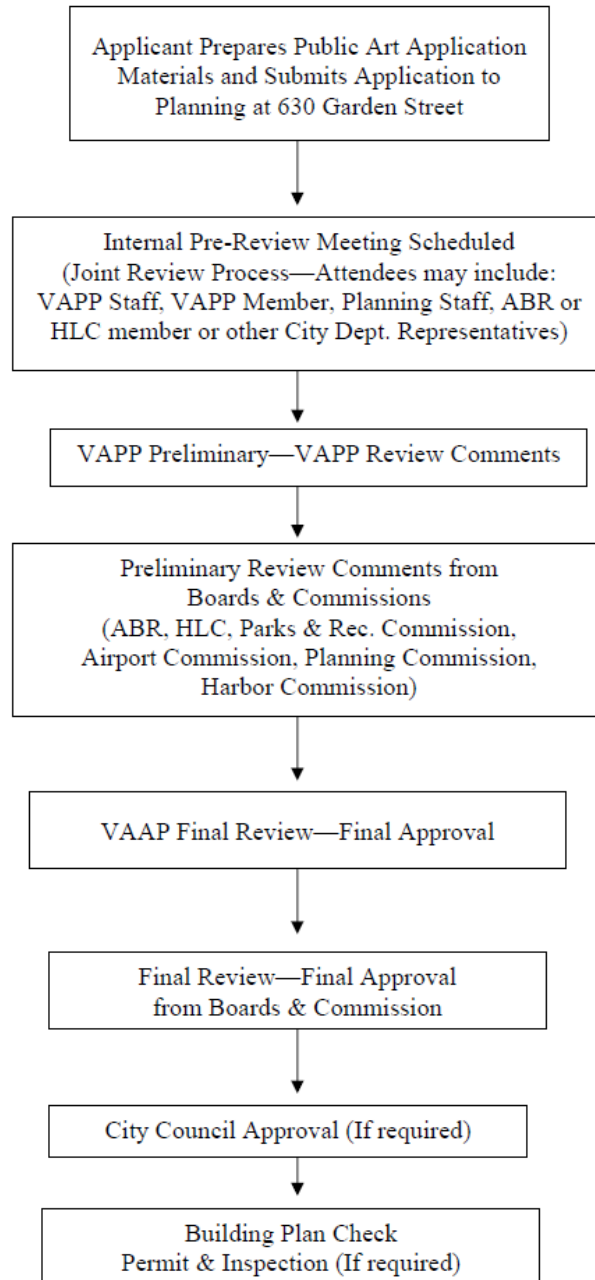 Applicant Prepares Public Art Application
Materials and Submits Application to
Planning at 630 Garden Street
Internal Pre-Review Meeting Scheduled
(Joint Review Process—Attendees may include:
VAPP Staff, VAPP Member, Planning Staff, ABR or
HLC member or other City Dept. Representatives)
VAPP Preliminary—VAPP Review Comments
Preliminary Review Comments from
Boards & Commissions
(ABR, HLC, Parks & Rec. Commission,
Airport Commission, Planning Commission,
Harbor Commission)
VAAP Final Review—Final Approval
Final Review—Final Approval
from Boards & Commission
City Council Approval (If required)
Building Plan Check
Permit & Inspection (If required)